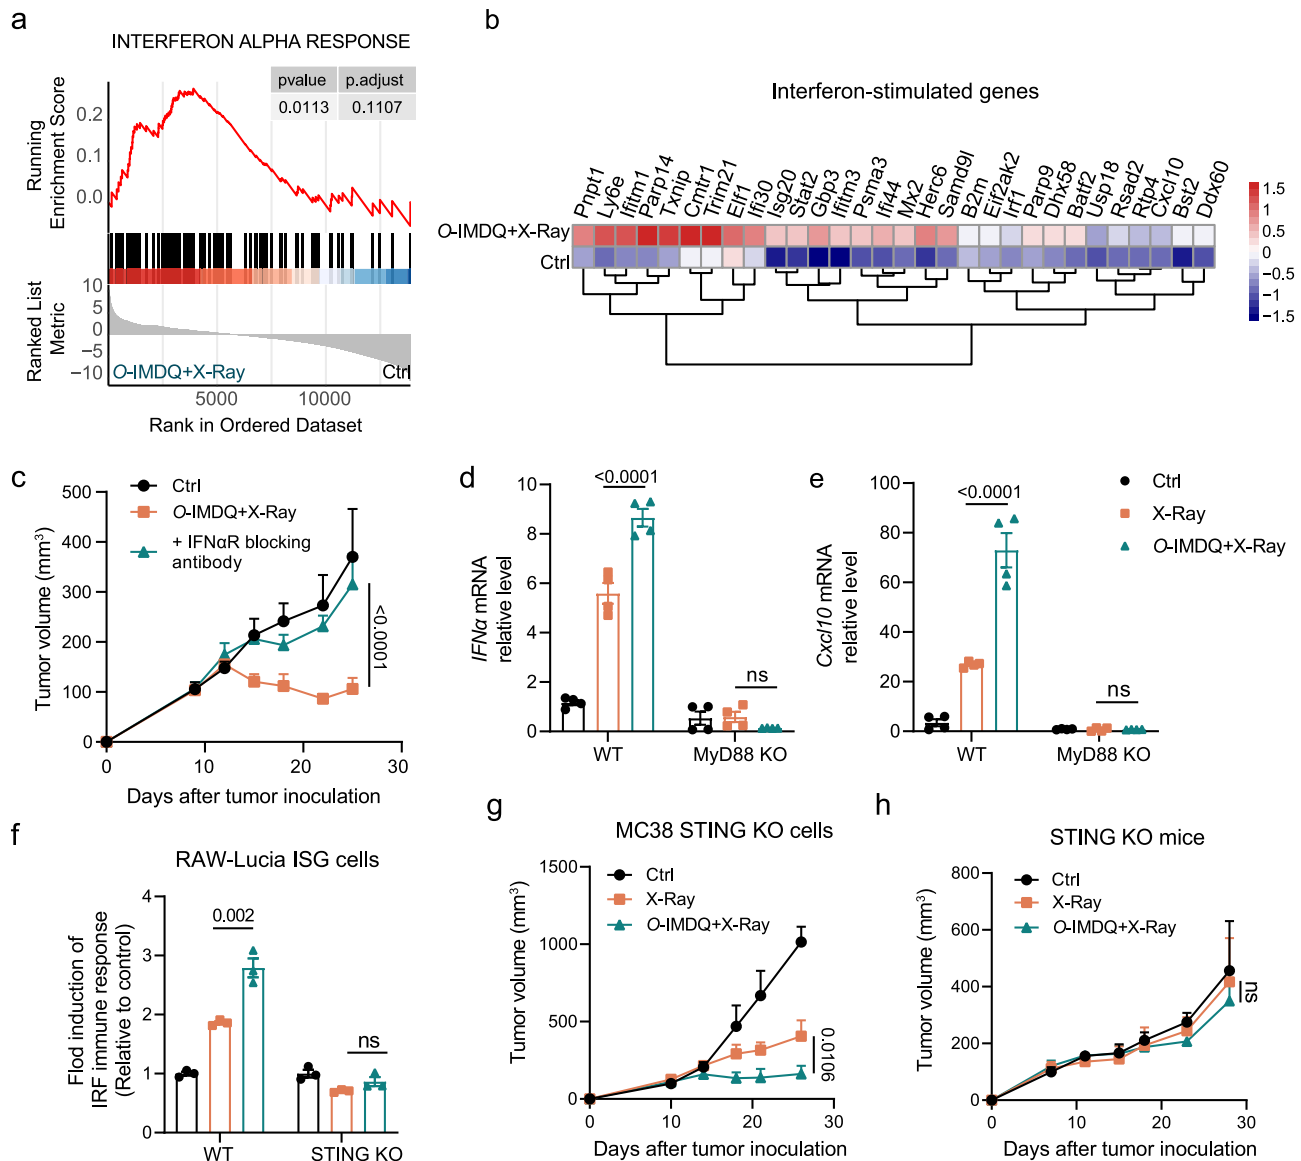 a
INTERFERON ALPHA RESPONSE
pvalue p.adjust
0.0113 0.1107
Running
Enrichment Score
0.2
0.1
0.0
Ranked List
Metric
10
5
0
−5
−10
O-IMDQ+X-Ray Ctrl
5000 10000
Rank in Ordered Dataset
b
Interferon-stimulated genes
Pnpt1 Ly6e Ifitm1 Parp14 Txnip Cmtr1 Trim21 Eif1 Ifi30 Isg20 Stat2 Gbp3 Ifitm3 Psma3 Ifi44 Mx2 Herc6 Samd9l B2m Eif2ak2 Irf1 Parp9 Dhx58 Batf2 Usp18 Rsad2 Rtp4 Cxcl10 Bst2 Ddx60
O-IMDQ+X-Ray
Ctrl
1.5
1
0.5
0
−0.5
−1
−1.5
c
Ctrl
O-IMDQ+X-Ray
+ IFNαR blocking
antibody
Tumor volume (mm³)
500
400
300
200
100
0
<0.0001
0 10 20 30
Days after tumor inoculation
d
IFNα mRNA
relative level
10
8
6
4
2
0
<0.0001
ns
WT MyD88 KO
e
Cxcl10 mRNA
relative level
100
80
60
40
20
0
<0.0001
ns
WT MyD88 KO
Ctrl
X-Ray
O-IMDQ+X-Ray
f
RAW-Lucia ISG cells
Flod induction of
IRF immune response
(Relative to control)
4
3
2
1
0
0.002
ns
WT STING KO
g
MC38 STING KO cells
Ctrl
X-Ray
O-IMDQ+X-Ray
Tumor volume (mm³)
1500
1000
500
0
0.0106
0 10 20 30
Days after tumor inoculation
h
STING KO mice
Ctrl
X-Ray
O-IMDQ+X-Ray
Tumor volume (mm³)
800
600
400
200
0
ns
0 10 20 30
Days after tumor inoculation